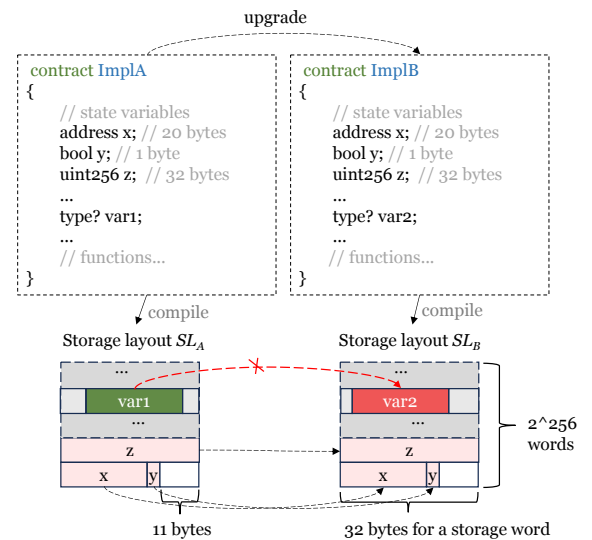 upgrade
contract ImplA
{
// state variables
address x; // 20 bytes
bool y; // 1 byte
uint256 z;  // 32 bytes
...
type? var1;
...
// functions...
}
contract ImplB
{
// state variables
address x; // 20 bytes
bool y; // 1 byte
uint256 z;  // 32 bytes
...
type? var2;
...
// functions...
}
compile
compile
Storage layout SL_A
Storage layout SL_B
...
var1
...
z
x y
...
var2
...
z
x y
2^256
words
11 bytes
32 bytes for a storage word